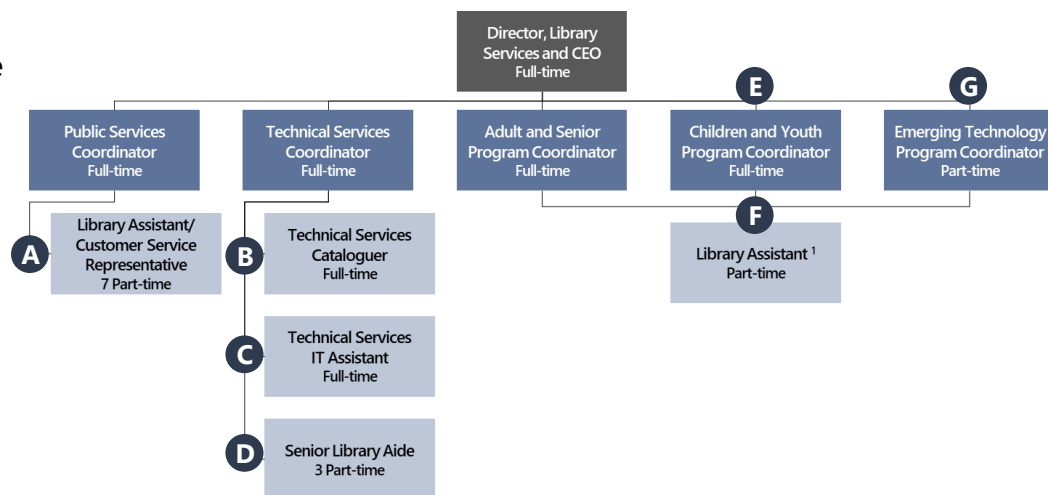 e
Director, Library
Services and CEO
Full-time
E
G
Public Services
Coordinator
Full-time
Technical Services
Coordinator
Full-time
Adult and Senior
Program Coordinator
Full-time
Children and Youth
Program Coordinator
Full-time
Emerging Technology
Program Coordinator
Part-time
A
Library Assistant/
Customer Service
Representative
7 Part-time
B
Technical Services
Cataloguer
Full-time
F
Library Assistant ¹
Part-time
C
Technical Services
IT Assistant
Full-time
D
Senior Library Aide
3 Part-time